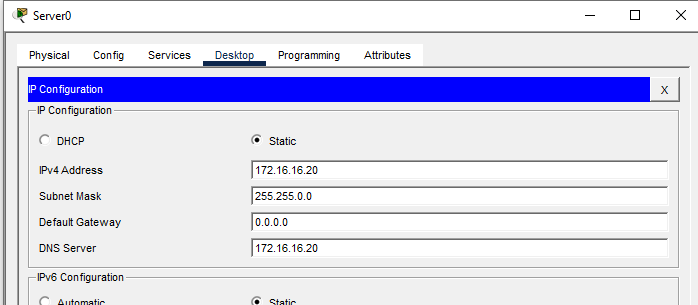 Server0
Physical Config Services Desktop Programming Attributes
IP Configuration X
IP Configuration
DHCP Static
IPv4 Address 172.16.16.20
Subnet Mask 255.255.0.0
Default Gateway 0.0.0.0
DNS Server 172.16.16.20
IPv6 Configuration
Automatic Static